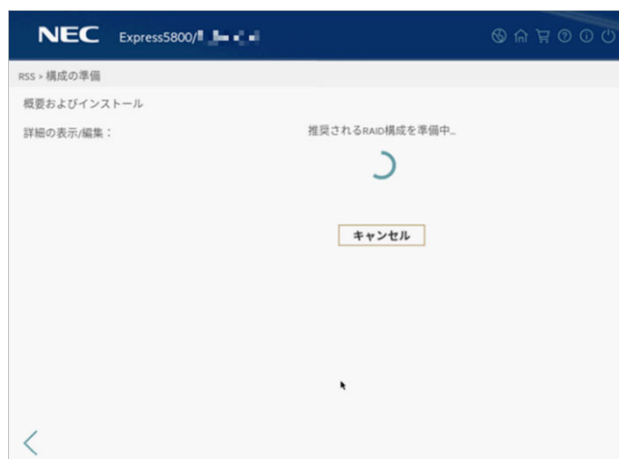 NEC Express5800/
RSS > 構成の準備
概要およびインストール
詳細の表示/編集：
推奨されるRAID構成を準備中...
キャンセル